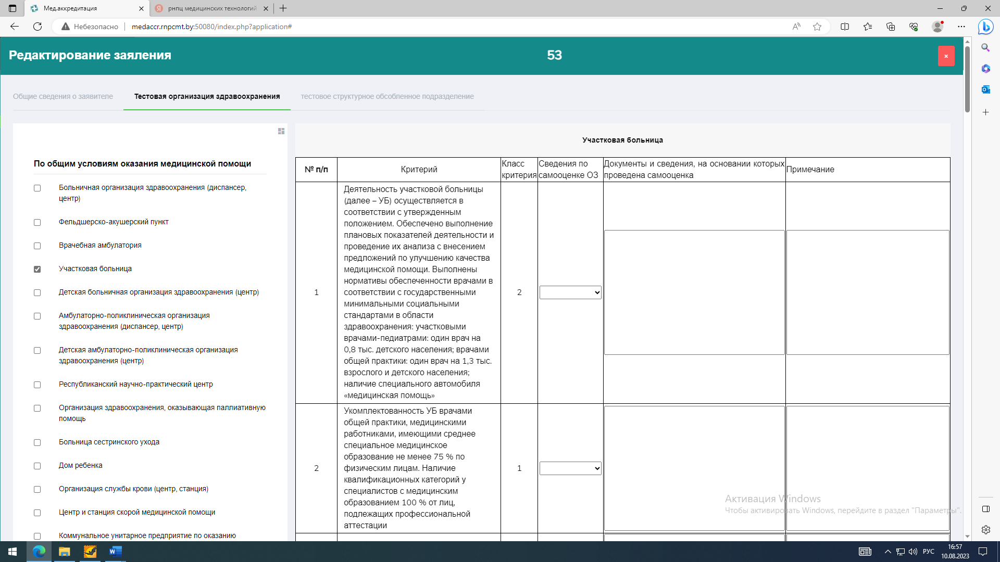 Мед.аккредитация
рнпц медицинских технологий
Небезопасно
medaccr.rnpcmt.by:50080/index.php?application#
Редактирование заяления
53
Общие сведения о заявителе
Тестовая организация здравоохранения
тестовое структурное обсобленное подразделение
По общим условиям оказания медицинской помощи
Больничная организация здравоохранения (диспансер,
центр)
Фельдшерско-акушерский пункт
Врачебная амбулатория
Участковая больница
Детская больничная организация здравоохранения (центр)
Амбулаторно-поликлиническая организация
здравоохранения (диспансер, центр)
Детская амбулаторно-поликлиническая организация
здравоохранения (центр)
Республиканский научно-практический центр
Организация здравоохранения, оказывающая паллиативную
помощь
Больница сестринского ухода
Дом ребенка
Организация службы крови (центр, станция)
Центр и станция скорой медицинской помощи
Коммунальное унитарное предприятие по оказанию
Участковая больница
№ п/п
Критерий
Класс
критерия
Сведения по
самооценке ОЗ
Документы и сведения, на основании которых
проведена самооценка
Примечание
1
Деятельность участковой больницы
(далее – УБ) осуществляется в
соответствии с утвержденным
положением. Обеспечено выполнение
плановых показателей деятельности и
проведение их анализа с внесением
предложений по улучшению качества
медицинской помощи. Выполнены
нормативы обеспеченности врачами в
соответствии с государственными
минимальными социальными
стандартами в области
здравоохранения: участковыми
врачами-педиатрами: один врач на
0,8 тыс. детского населения; врачами
общей практики: один врач на 1,3 тыс.
взрослого и детского населения;
наличие специального автомобиля
«медицинская помощь»
2
2
Укомплектованность УБ врачами
общей практики, медицинскими
работниками, имеющими среднее
специальное медицинское
образование не менее 75 % по
физическим лицам. Наличие
квалификационных категорий у
специалистов с медицинским
образованием 100 % от лиц,
подлежащих профессиональной
аттестации
1
Активация Windows
Чтобы активировать Windows, перейдите в раздел "Параметры".
РУС
16:57
10.08.2023